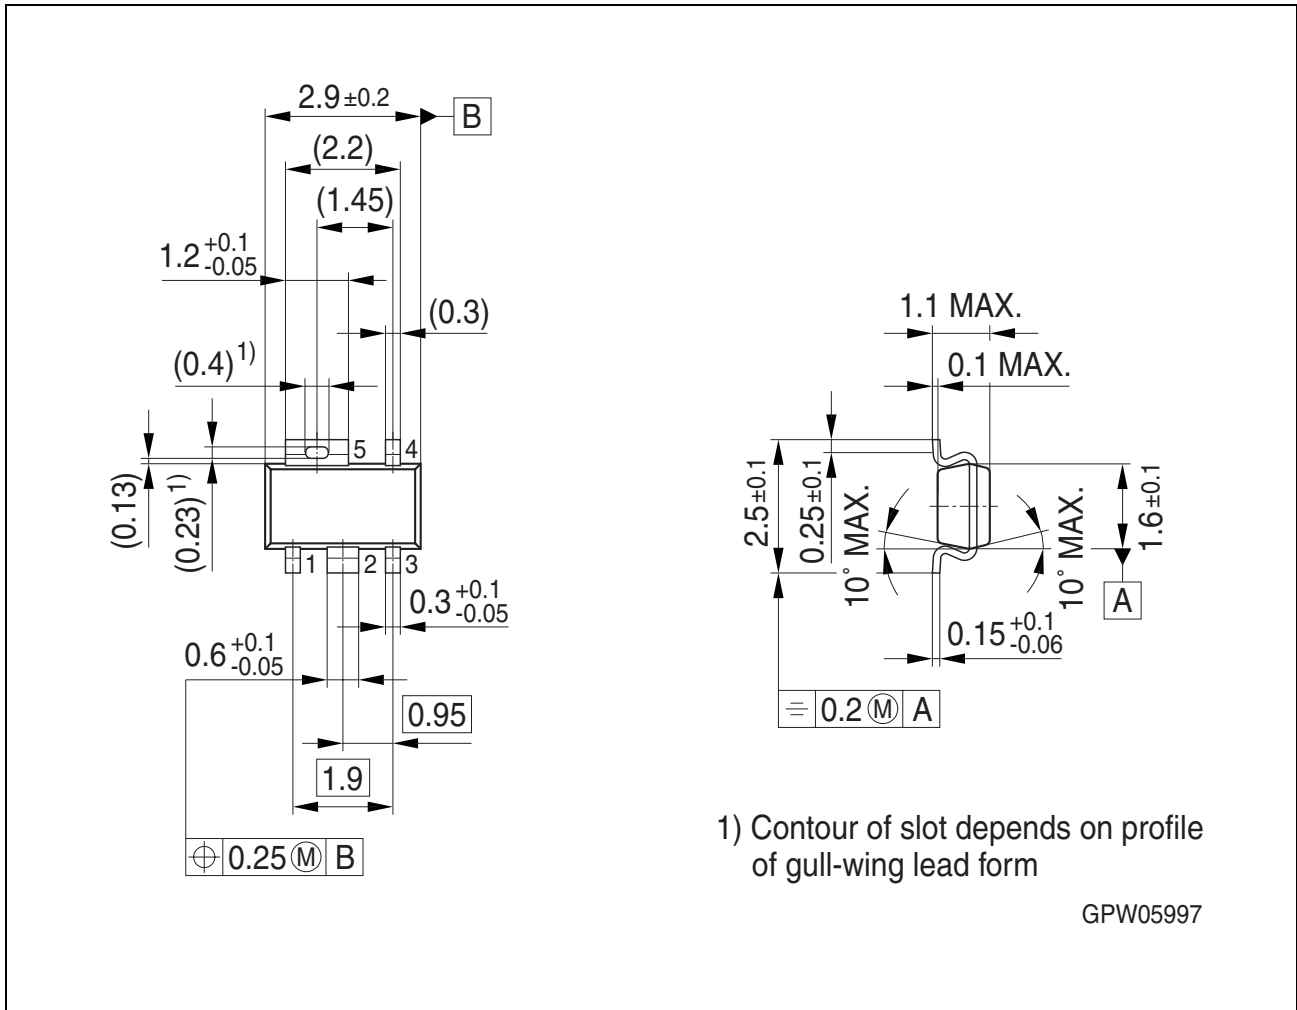 2.9±0.2
B
(2.2)
(1.45)
1.2 +0.1 -0.05
(0.3)
(0.4) 1)
5 4
(0.13)
(0.23) 1)
1 2 3
0.3 +0.1 -0.05
0.6 +0.1 -0.05
0.95
1.9
⌖ 0.25 Ⓜ B
1.1 MAX.
0.1 MAX.
2.5±0.1
0.25±0.1
10° MAX.
10° MAX.
1.6±0.1
A
0.15 +0.1 -0.06
⌯ 0.2 Ⓜ A
1) Contour of slot depends on profile
of gull-wing lead form
GPW05997